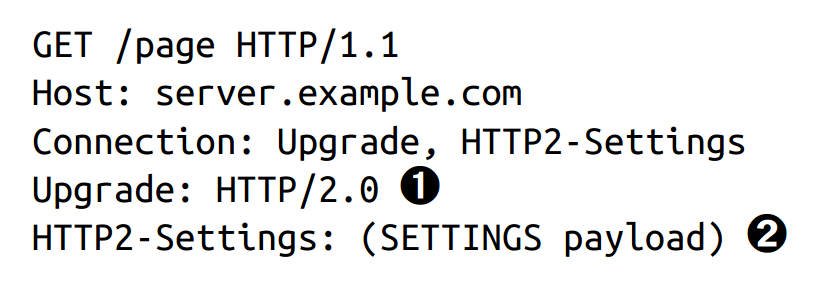 GET /page HTTP/1.1
Host: server.example.com
Connection: Upgrade, HTTP2-Settings
Upgrade: HTTP/2.0 ❶
HTTP2-Settings: (SETTINGS payload) ❷